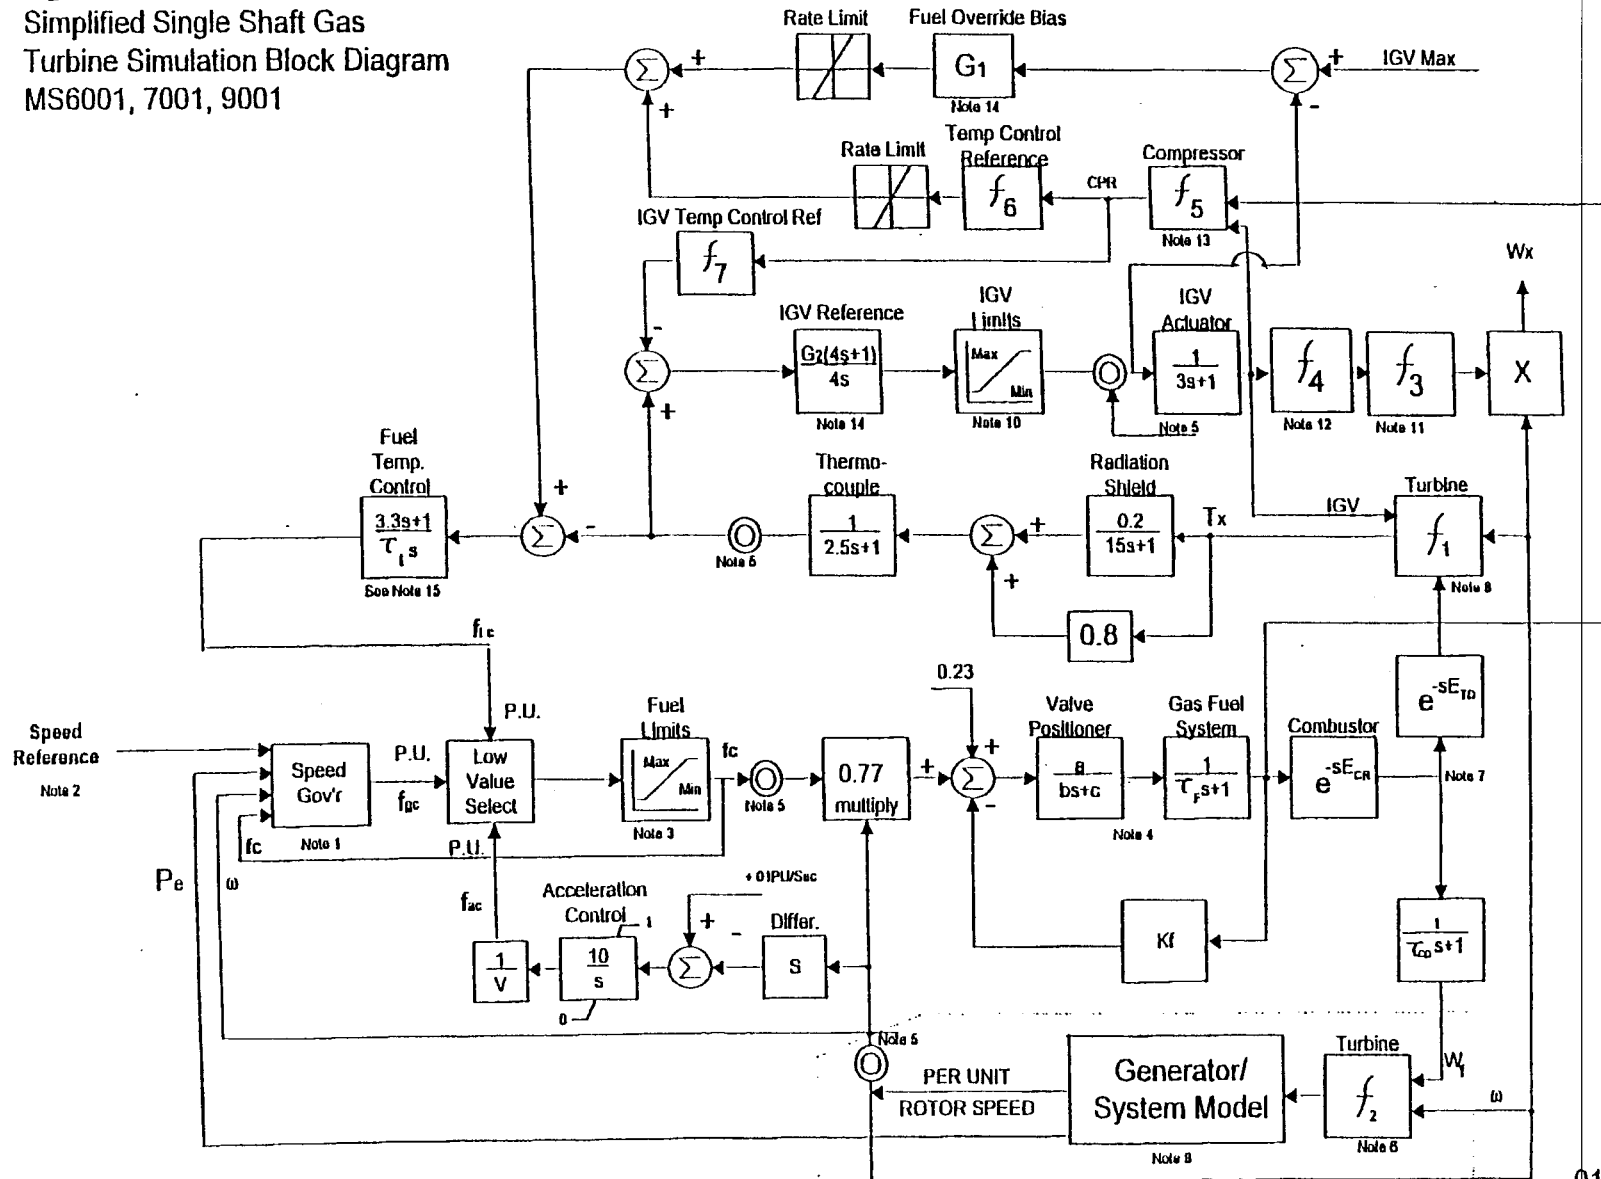 Simplified Single Shaft Gas
Turbine Simulation Block Diagram
MS6001, 7001, 9001
Rate Limit
Fuel Override Bias
Σ
+
G1
Σ
+
IGV Max
+
-
Note 14
Temp Control
Reference
Rate Limit
Compressor
f6
CPR
f5
Note 13
IGV Temp Control Ref
f7
Wx
-
IGV Reference
IGV
Limits
IGV
Actuator
Σ
G2(4s+1)
4s
Max
Min
1
3s+1
f4
f3
X
+
Note 14
Note 10
Note 5
Note 12
Note 11
Fuel
Temp.
Control
Thermo-
couple
Radiation
Shield
Turbine
+
3.3s+1
τ s
Σ
-
1
2.5s+1
Σ
+
0.2
15s+1
Tx
IGV
f1
See Note 15
+
Note 8
0.8
0.23
e-sETD
P.U.
Fuel
Limits
Valve
Positioner
Gas Fuel
System
Combustor
Speed
Reference
Note 2
Speed
Gov'r
P.U.
fgc
Low
Value
Select
Max
Min
fc
Note 5
0.77
multiply
+
+
Σ
-
a
bs+c
1
τFs+1
e-sECR
Note 7
fc
Note 1
P.U.
Note 3
Note 4
Pe
ω
fac
Acceleration
Control
1
+
-
Differ.
1
V
10
s
0
Σ
S
Kf
1
τCDs+1
Note 5
PER UNIT
ROTOR SPEED
Generator/
System Model
Turbine
f2
Wf
ω
Note 6